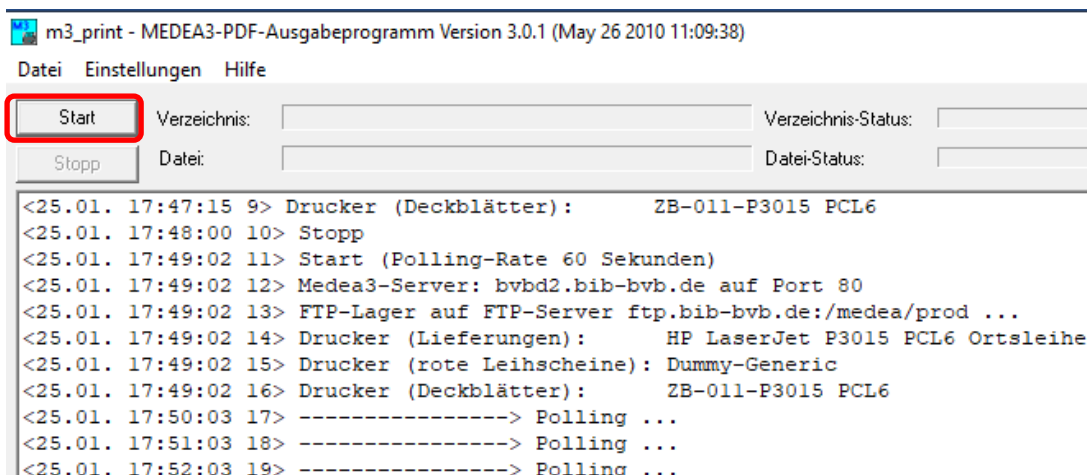 m3_print - MEDEA3-PDF-Ausgabeprogramm Version 3.0.1 (May 26 2010 11:09:38)
Datei Einstellungen Hilfe
Start Verzeichnis: Verzeichnis-Status:
Stopp Datei: Datei-Status:
<25.01. 17:47:15 9> Drucker (Deckblätter): ZB-011-P3015 PCL6
<25.01. 17:48:00 10> Stopp
<25.01. 17:49:02 11> Start (Polling-Rate 60 Sekunden)
<25.01. 17:49:02 12> Medea3-Server: bvbd2.bib-bvb.de auf Port 80
<25.01. 17:49:02 13> FTP-Lager auf FTP-Server ftp.bib-bvb.de:/medea/prod ...
<25.01. 17:49:02 14> Drucker (Lieferungen): HP LaserJet P3015 PCL6 Ortsleihe
<25.01. 17:49:02 15> Drucker (rote Leihscheine): Dummy-Generic
<25.01. 17:49:02 16> Drucker (Deckblätter): ZB-011-P3015 PCL6
<25.01. 17:50:03 17> ----------------> Polling ...
<25.01. 17:51:03 18> ----------------> Polling ...
<25.01. 17:52:03 19> ----------------> Polling ...